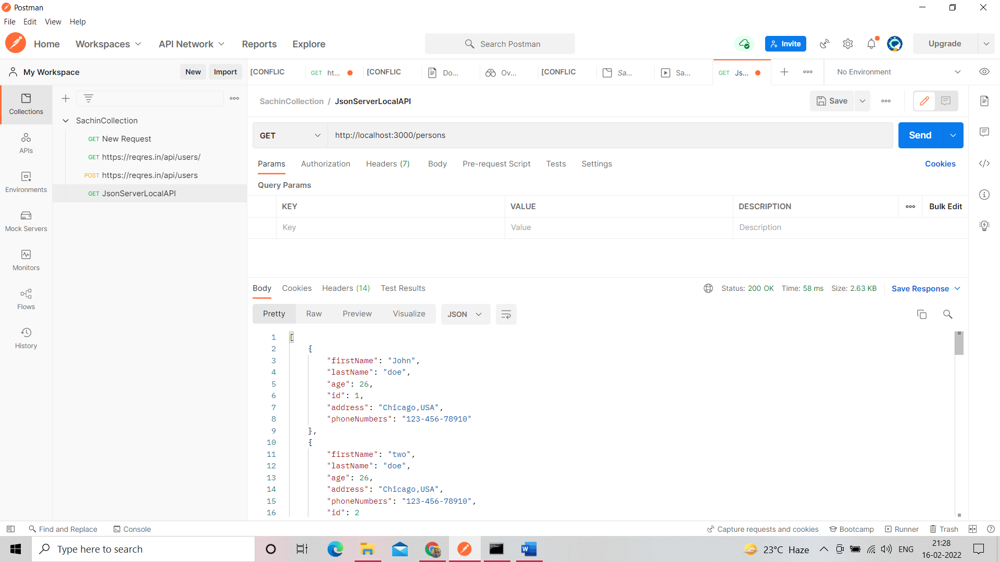 Postman
File Edit View Help
Home Workspaces API Network Reports Explore Search Postman Invite Upgrade
My Workspace New Import [CONFLIC GET ht... [CONFLIC Do... Ov... [CONFLIC Sa... Sa... GET Js... No Environment
SachinCollection / JsonServerLocalAPI Save
Collections
APIs
Environments
Mock Servers
Monitors
Flows
History
SachinCollection
GET New Request
GET https://reqres.in/api/users/
POST https://reqres.in/api/users
GET JsonServerLocalAPI
GET http://localhost:3000/persons Send
Params Authorization Headers (7) Body Pre-request Script Tests Settings Cookies
Query Params
KEY VALUE DESCRIPTION Bulk Edit
Key Value Description
Body Cookies Headers (14) Test Results Status: 200 OK Time: 58 ms Size: 2.63 KB Save Response
Pretty Raw Preview Visualize JSON
1 [
2 {
3 "firstName": "John",
4 "lastName": "doe",
5 "age": 26,
6 "id": 1,
7 "address": "Chicago,USA",
8 "phoneNumbers": "123-456-78910"
9 },
10 {
11 "firstName": "two",
12 "lastName": "doe",
13 "age": 26,
14 "address": "Chicago,USA",
15 "phoneNumbers": "123-456-78910",
16 "id": 2
Find and Replace Console Capture requests and cookies Bootcamp Runner Trash
Type here to search 23°C Haze ENG 21:28
16-02-2022